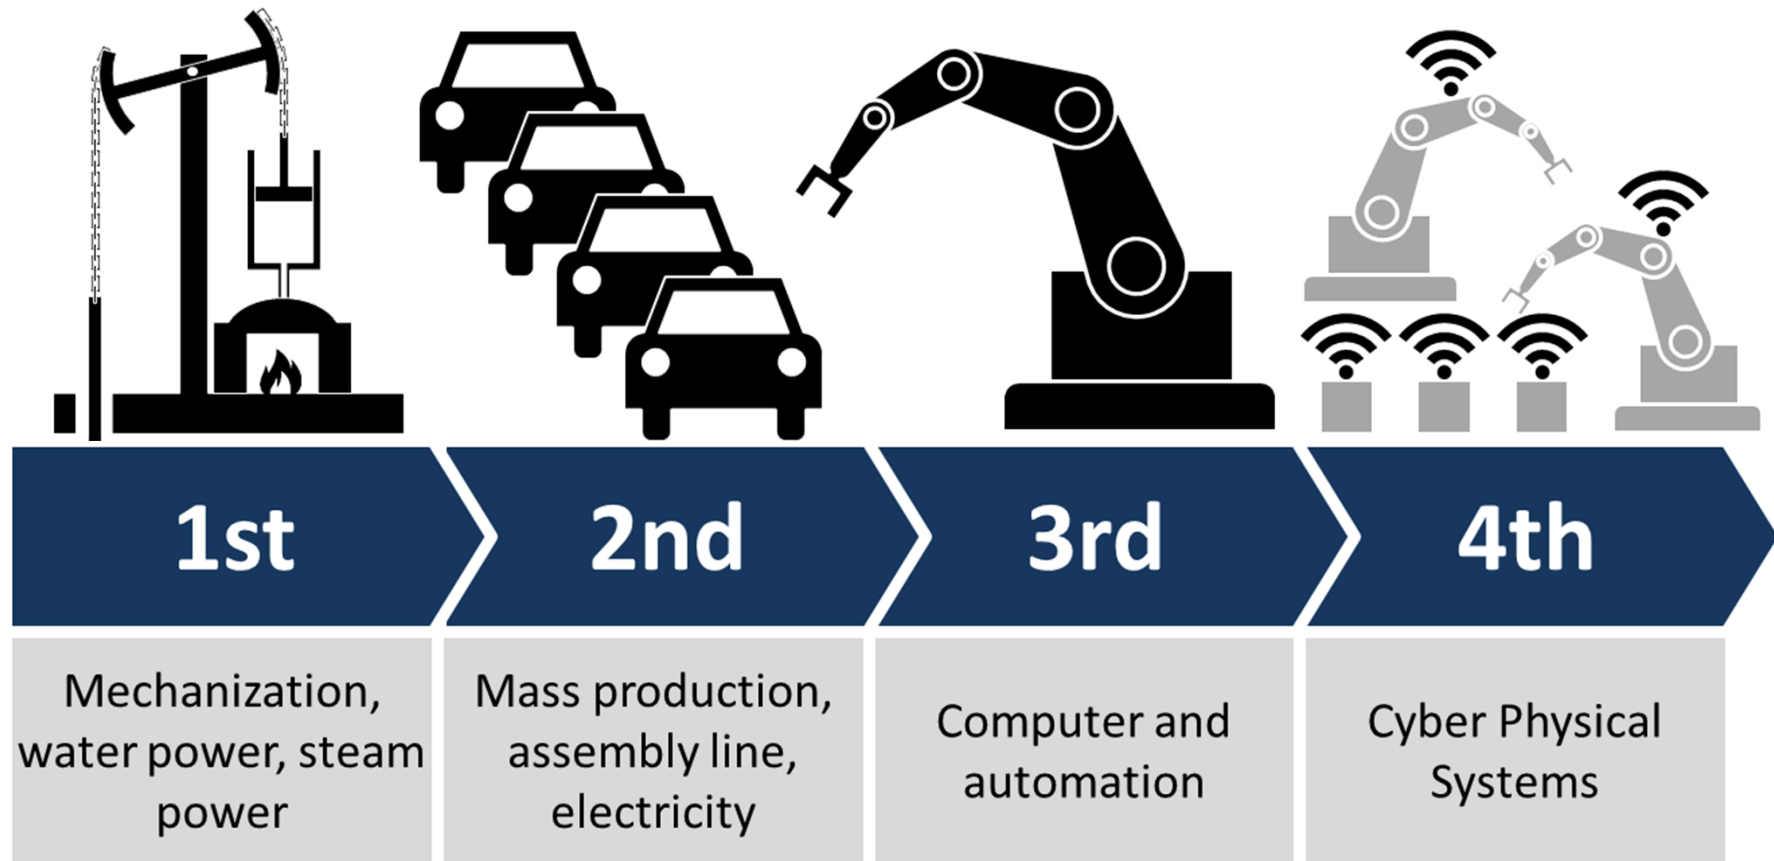 1st
2nd
3rd
4th
Mechanization,
water power, steam
power
Mass production,
assembly line,
electricity
Computer and
automation
Cyber Physical
Systems